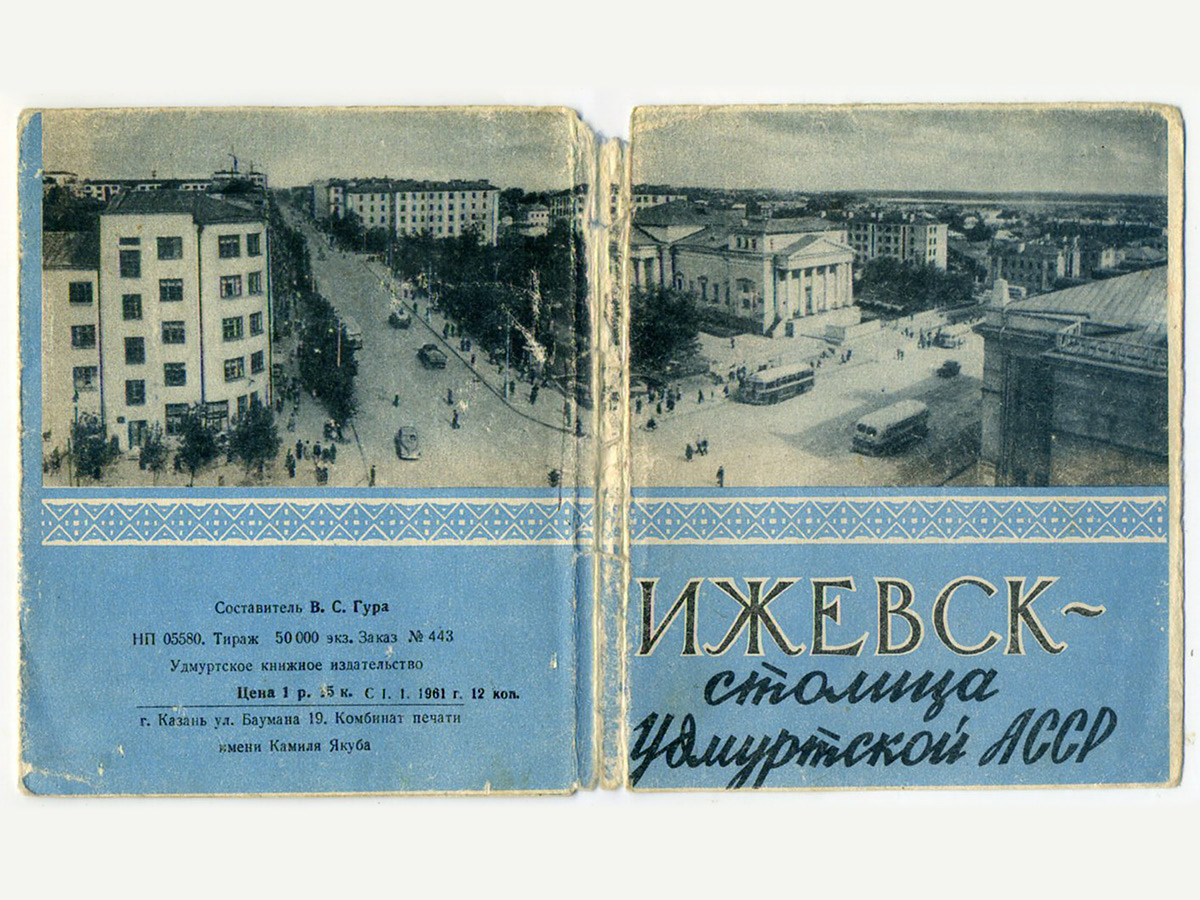 Составитель В. С. Гура
НП 05580. Тираж 50 000 экз. Заказ № 443
Удмуртское книжное издательство
Цена 1 р. 15 к. С 1. 1. 1961 г. 12 коп.
г. Казань ул. Баумана 19. Комбинат печати
имени Камиля Якуба
ИЖЕВСК-
столица
Удмуртской АССР